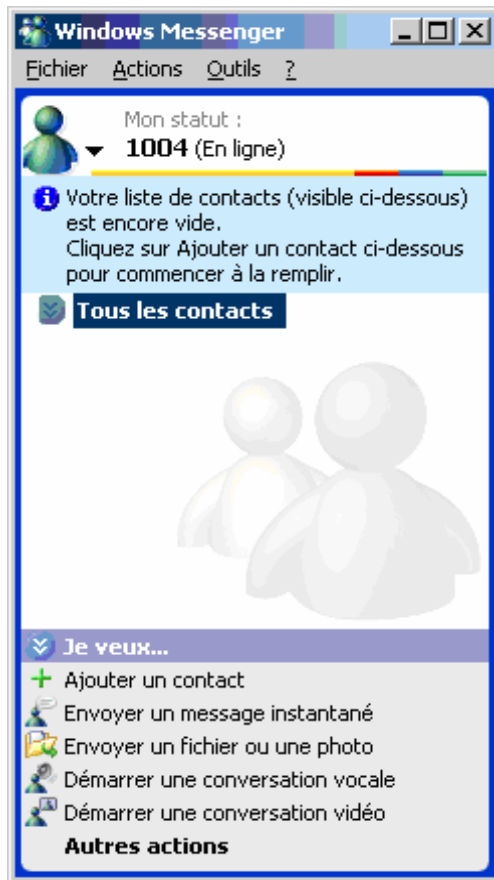 Windows Messenger
Fichier Actions Outils ?
Mon statut :
1004 (En ligne)
Votre liste de contacts (visible ci-dessous)
est encore vide.
Cliquez sur Ajouter un contact ci-dessous
pour commencer à la remplir.
Tous les contacts
Je veux...
Ajouter un contact
Envoyer un message instantané
Envoyer un fichier ou une photo
Démarrer une conversation vocale
Démarrer une conversation vidéo
Autres actions